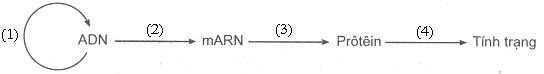 (1) ADN (2) mARN (3) Prôtêin (4) Tính trạng